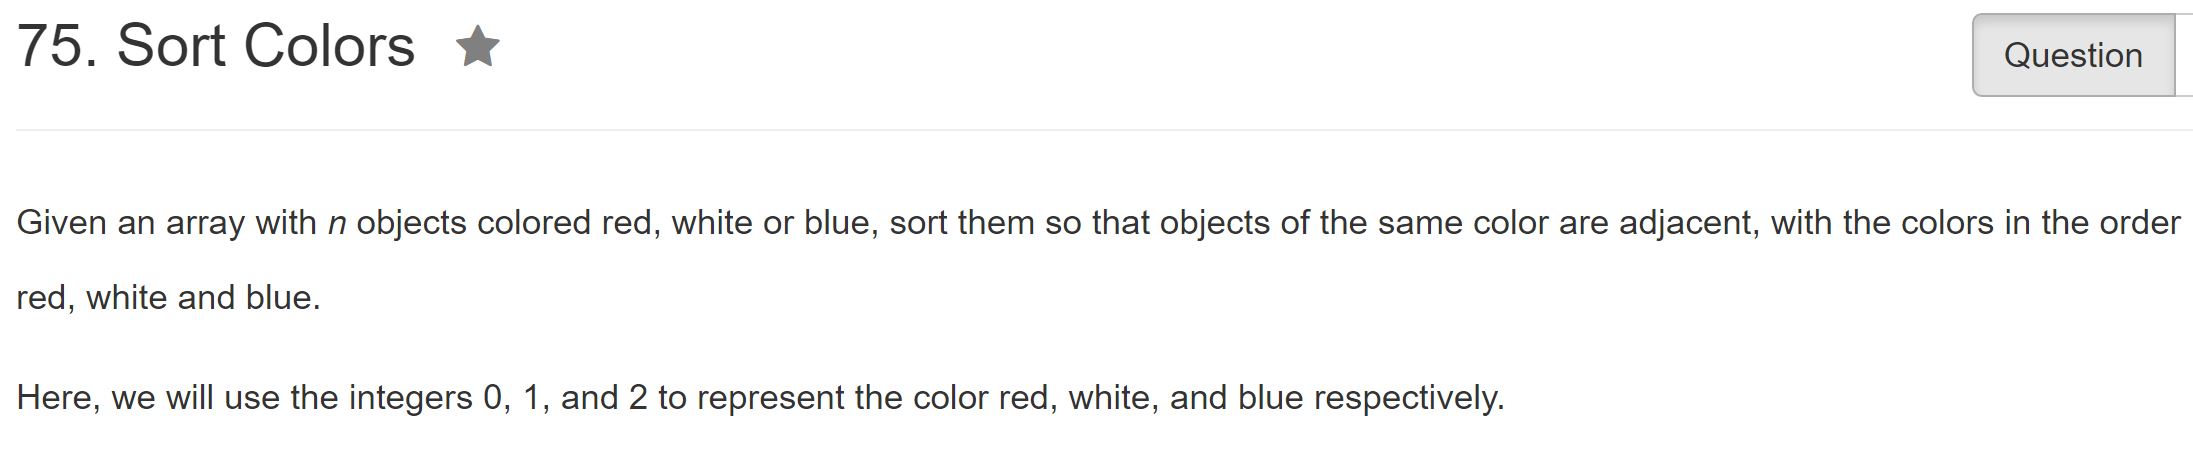 75. Sort Colors
Question
Given an array with n objects colored red, white or blue, sort them so that objects of the same color are adjacent, with the colors in the order
red, white and blue.
Here, we will use the integers 0, 1, and 2 to represent the color red, white, and blue respectively.